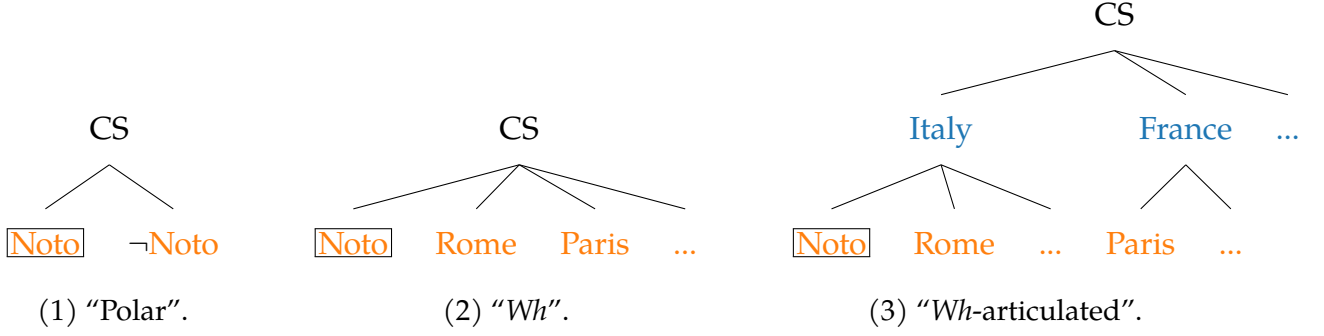 CS
CS CS
Italy France ...
Noto ¬Noto Noto Rome Paris ... Noto Rome ... Paris ...
(1) “Polar”. (2) “Wh”. (3) “Wh-articulated”.